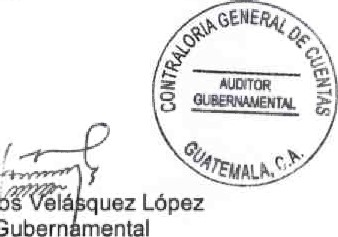 CONTRALORIA GENERAL DE CUENTAS
AUDITOR
GUBERNAMENTAL
GUATEMALA, C.A.
Velásquez López
Gubernamental